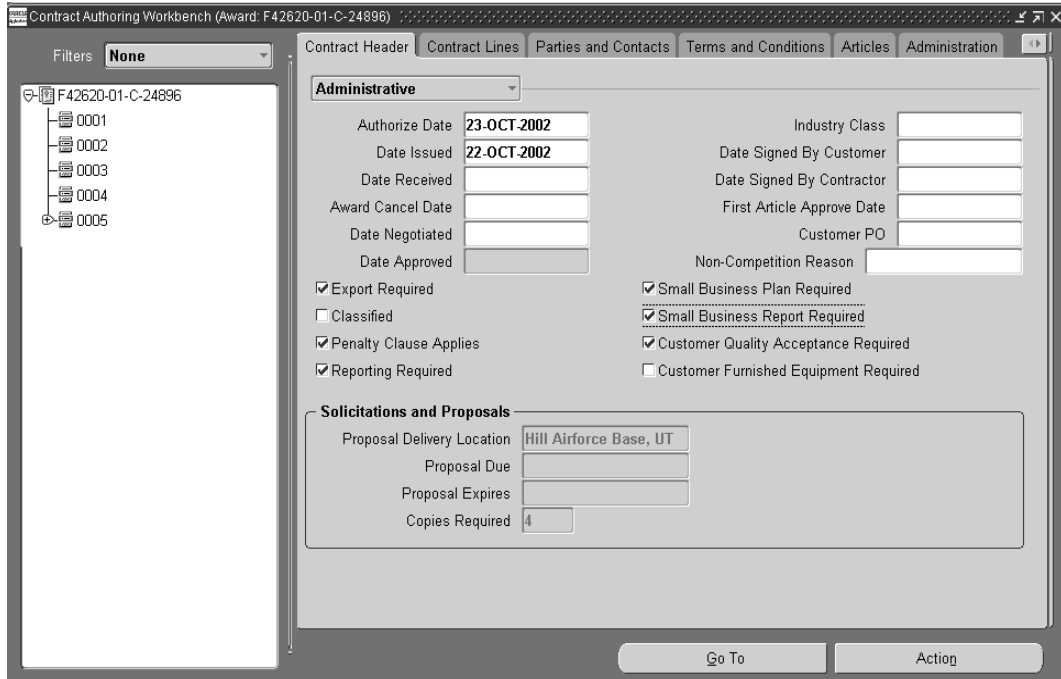 Contract Authoring Workbench (Award: F42620-01-C-24896)
Filters None
F42620-01-C-24896
0001
0002
0003
0004
0005
Contract Header Contract Lines Parties and Contacts Terms and Conditions Articles Administration
Administrative
Authorize Date 23-OCT-2002
Date Issued 22-OCT-2002
Date Received
Award Cancel Date
Date Negotiated
Date Approved
Industry Class
Date Signed By Customer
Date Signed By Contractor
First Article Approve Date
Customer PO
Non-Competition Reason
Export Required
Classified
Penalty Clause Applies
Reporting Required
Small Business Plan Required
Small Business Report Required
Customer Quality Acceptance Required
Customer Furnished Equipment Required
Solicitations and Proposals
Proposal Delivery Location Hill Airforce Base, UT
Proposal Due
Proposal Expires
Copies Required 4
Go To
Action